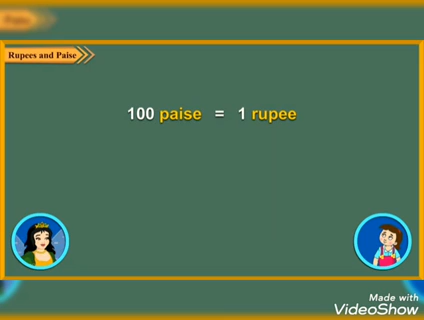 Rupees and Paise
100 paise = 1 rupee
Made with
VideoShow